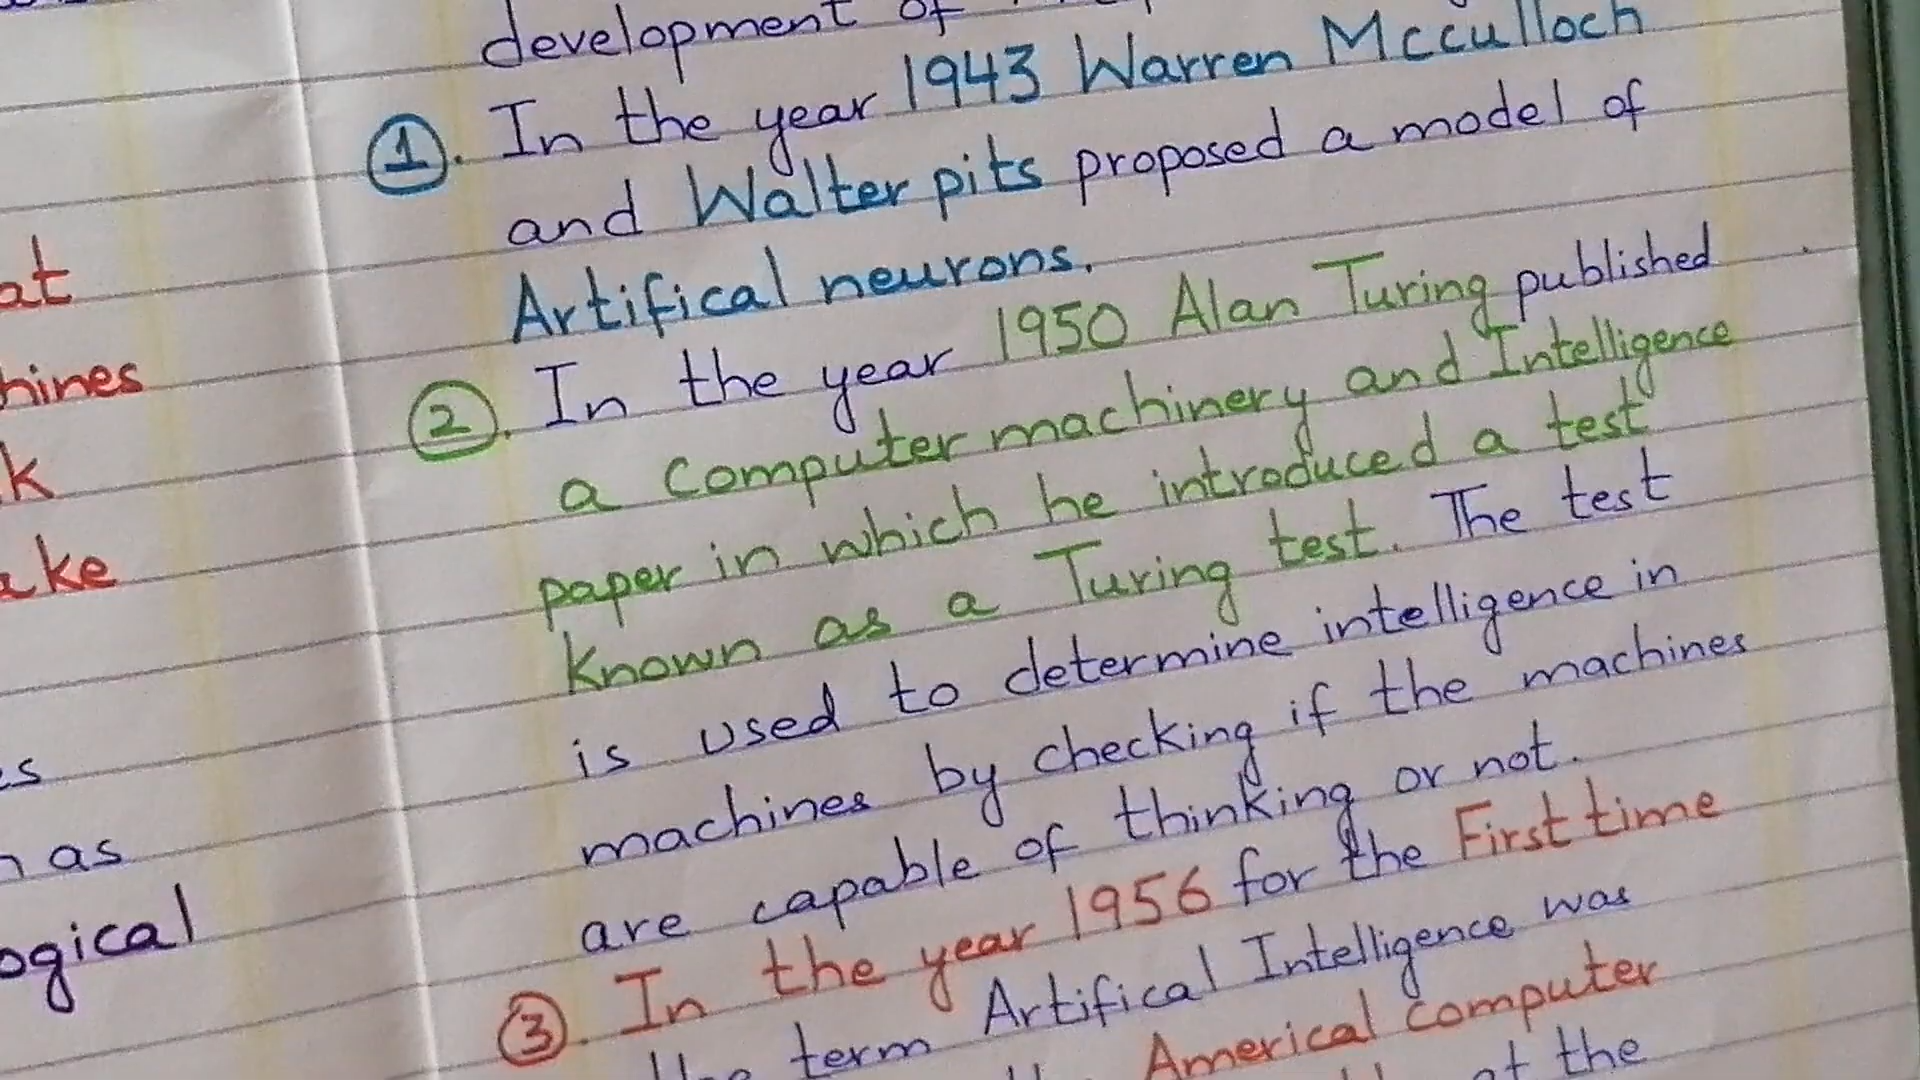 at
hines
k
ake
es
as
ogical
development of
1. In the year 1943 Warren Mcculloch
and Walter pits proposed a model of
Artifical neurons.
2. In the year 1950 Alan Turing published
a computer machinery and Intelligence
paper in which he introduced a test
known as a Turing test. The test
is used to determine intelligence in
machines by checking if the machines
are capable of thinking or not.
3. In the year 1956 for the First time
the term Artifical Intelligence was
Americal computer
at the